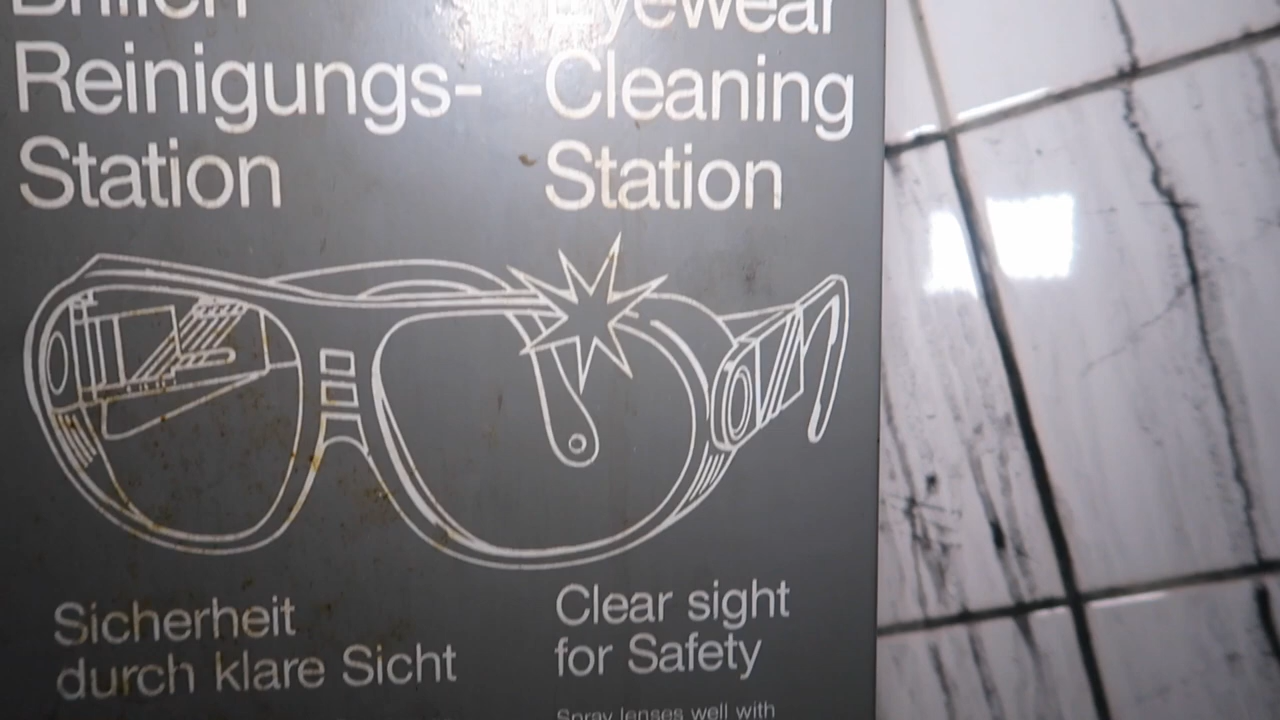 Brillen
Reinigungs-
Station
Eyewear
Cleaning
Station
Sicherheit
durch klare Sicht
Clear sight
for Safety
Spray lenses well with